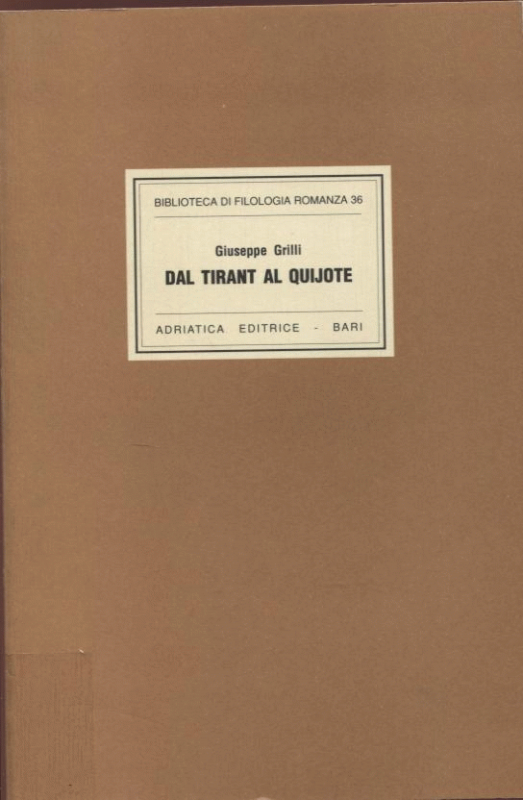 BIBLIOTECA DI FILOLOGIA ROMANZA 36
Giuseppe Grilli
DAL TIRANT AL QUIJOTE
ADRIATICA EDITRICE - BARI